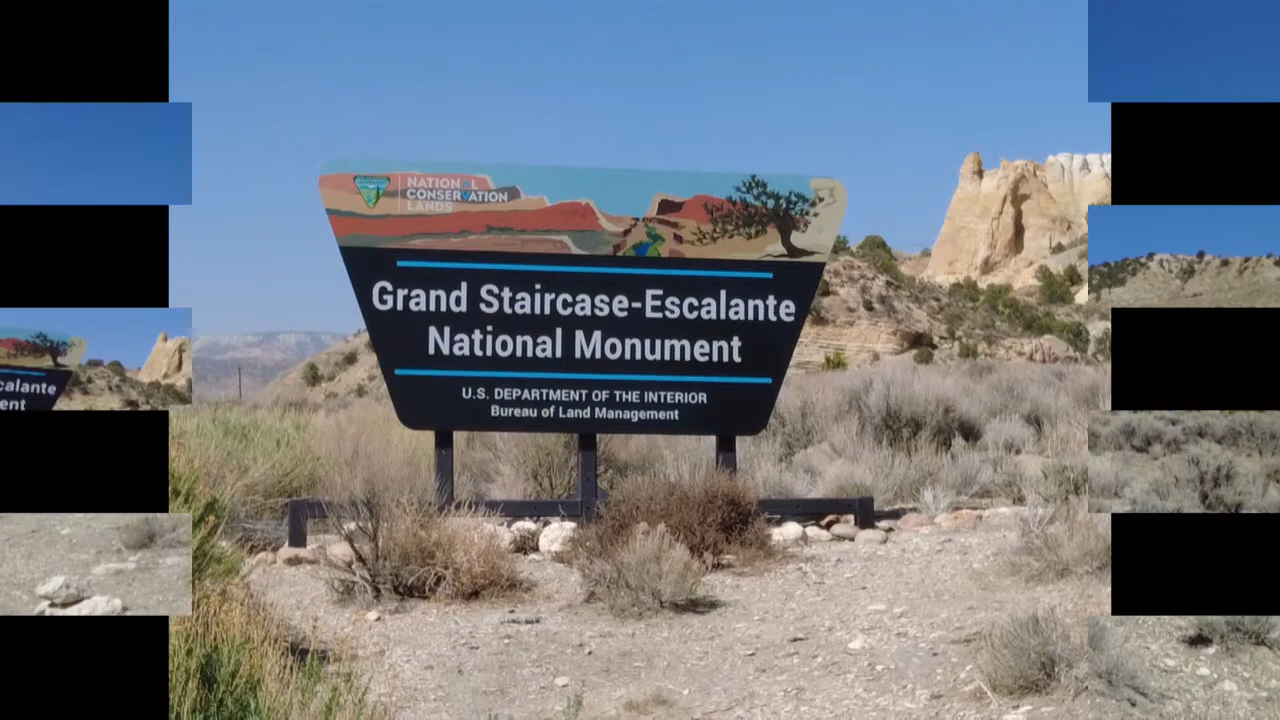 NATIONAL
CONSERVATION
LANDS
Grand Staircase-Escalante
National Monument
U.S. DEPARTMENT OF THE INTERIOR
Bureau of Land Management
calante
ent